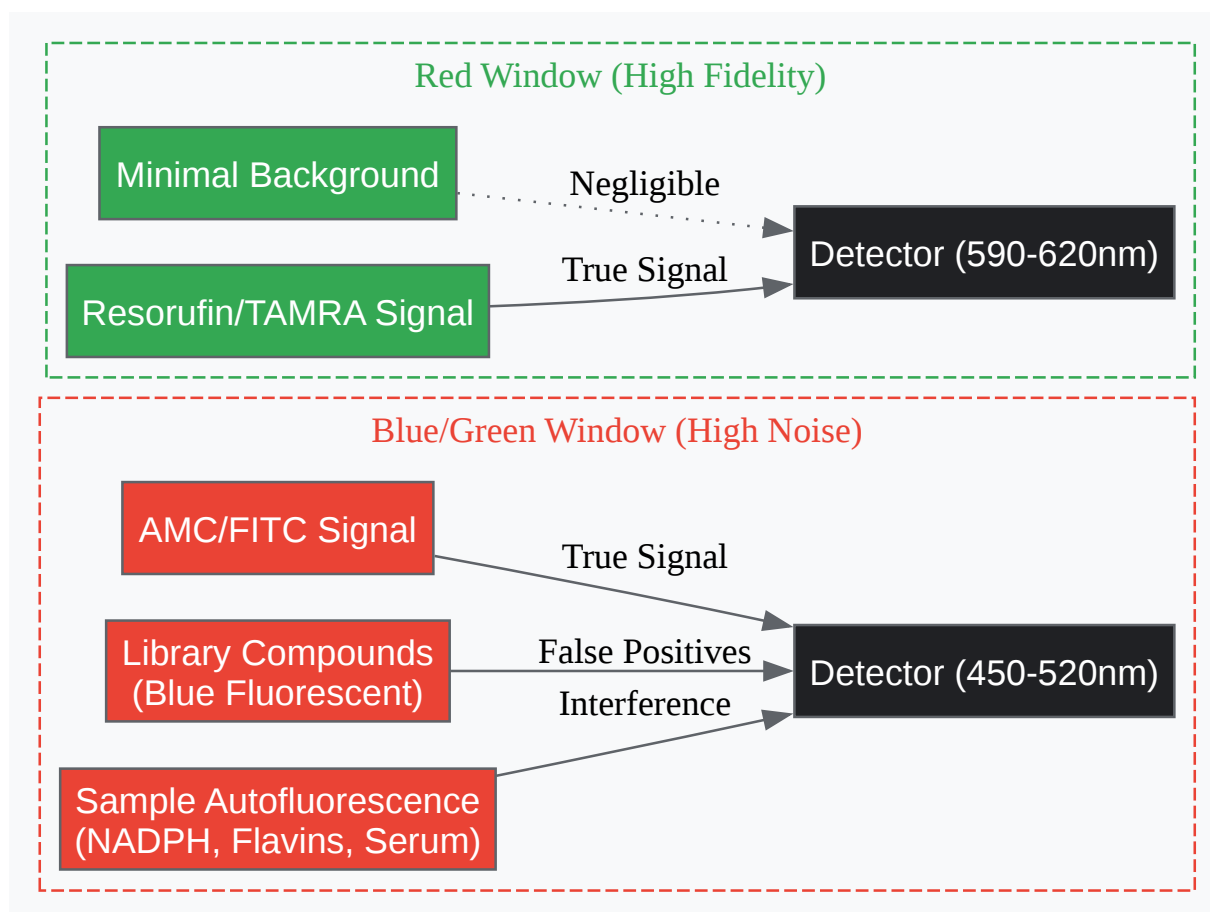 Red Window (High Fidelity)
Minimal Background
Negligible
Detector (590-620nm)
True Signal
Resorufin/TAMRA Signal
Blue/Green Window (High Noise)
AMC/FITC Signal
True Signal
Library Compounds
(Blue Fluorescent)
False Positives
Detector (450-520nm)
Interference
Sample Autofluorescence
(NADPH, Flavins, Serum)